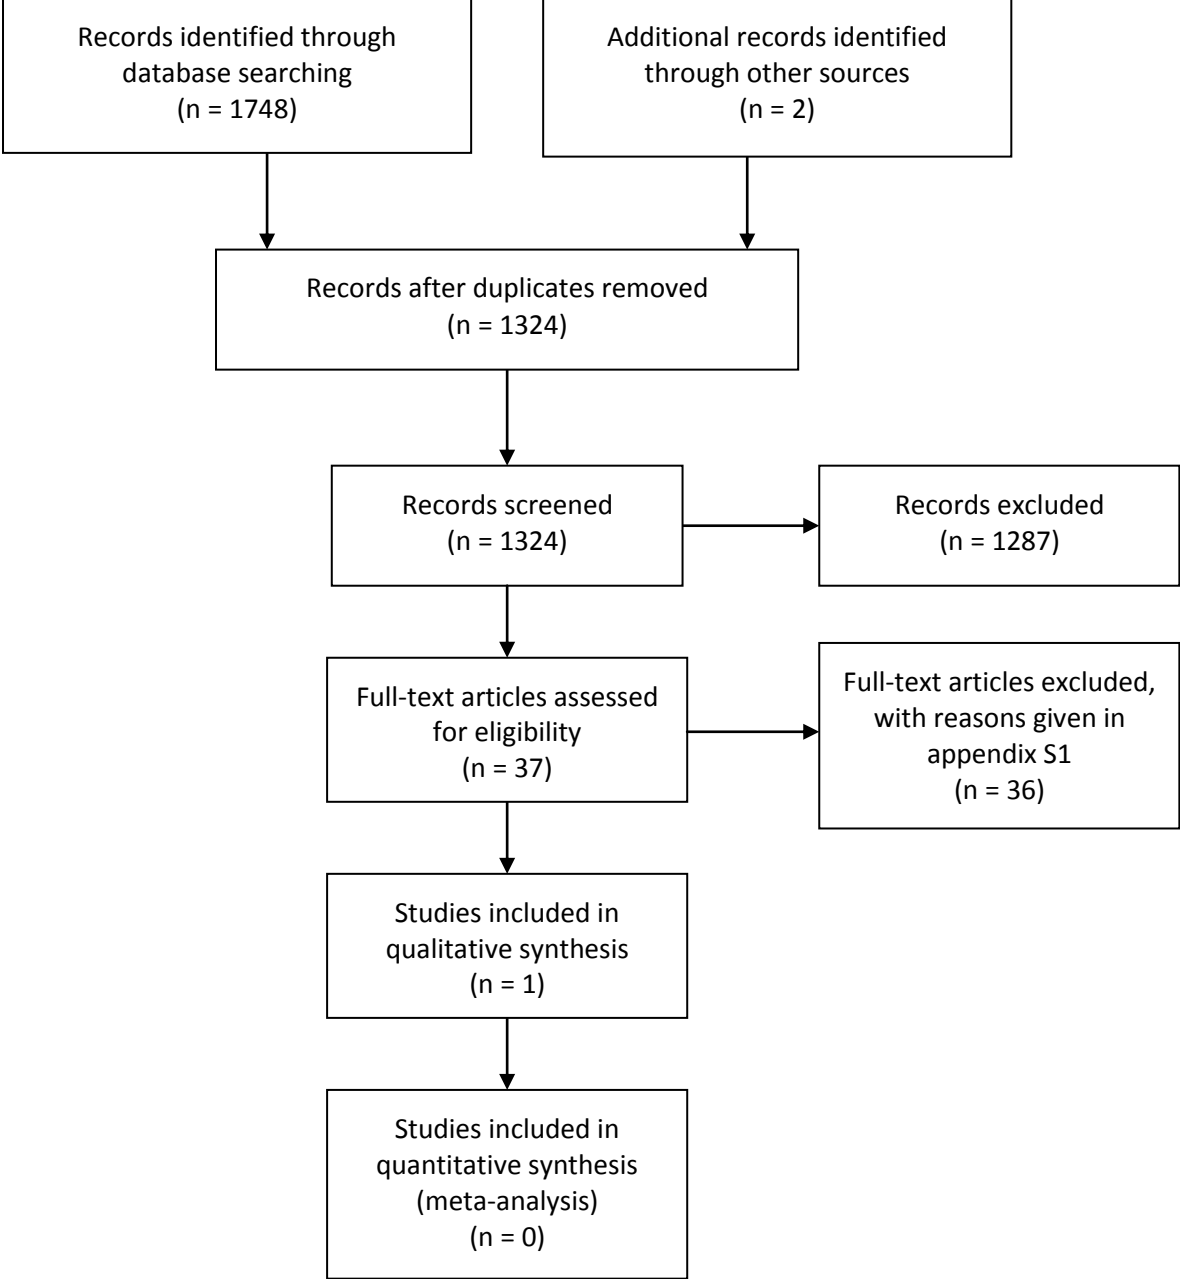 Records identified through
database searching
(n = 1748)
Additional records identified
through other sources
(n = 2)
Records after duplicates removed
(n = 1324)
Records screened
(n = 1324)
Records excluded
(n = 1287)
Full-text articles assessed
for eligibility
(n = 37)
Full-text articles excluded,
with reasons given in
appendix S1
(n = 36)
Studies included in
qualitative synthesis
(n = 1)
Studies included in
quantitative synthesis
(meta-analysis)
(n = 0)